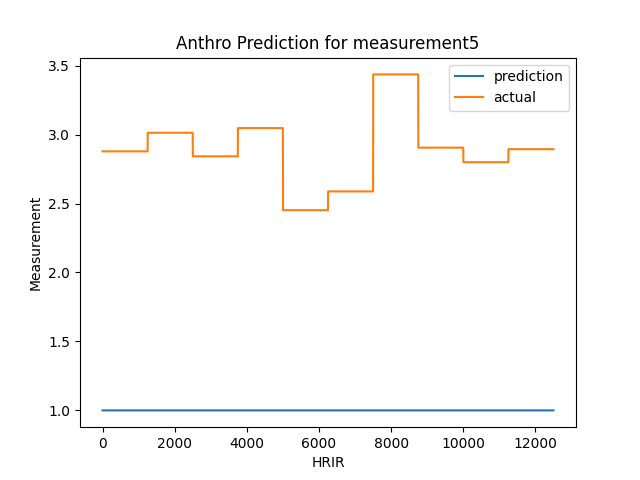 Anthro Prediction for measurement5
prediction
actual
Measurement
3.5
3.0
2.5
2.0
1.5
1.0
0 2000 4000 6000 8000 10000 12000
HRIR